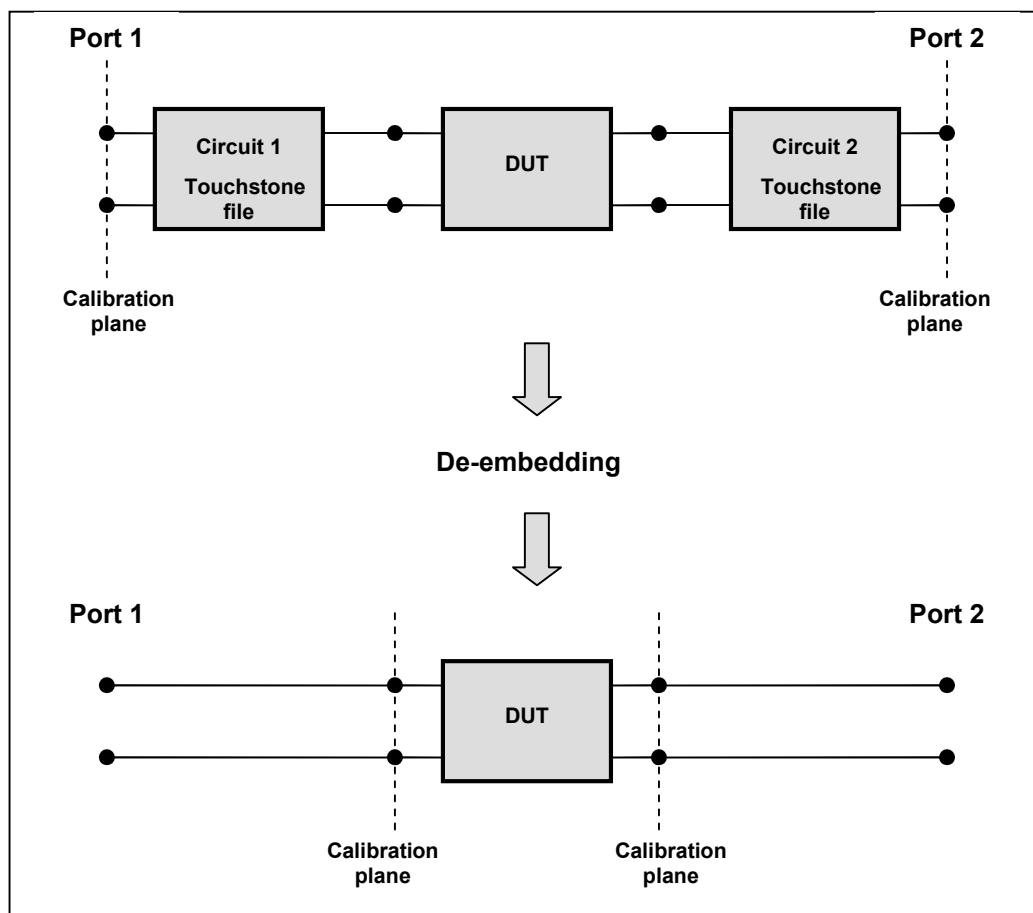 Port 1
Port 2
Circuit 1
Touchstone
file
DUT
Circuit 2
Touchstone
file
Calibration
plane
Calibration
plane
De-embedding
Port 1
Port 2
DUT
Calibration
plane
Calibration
plane